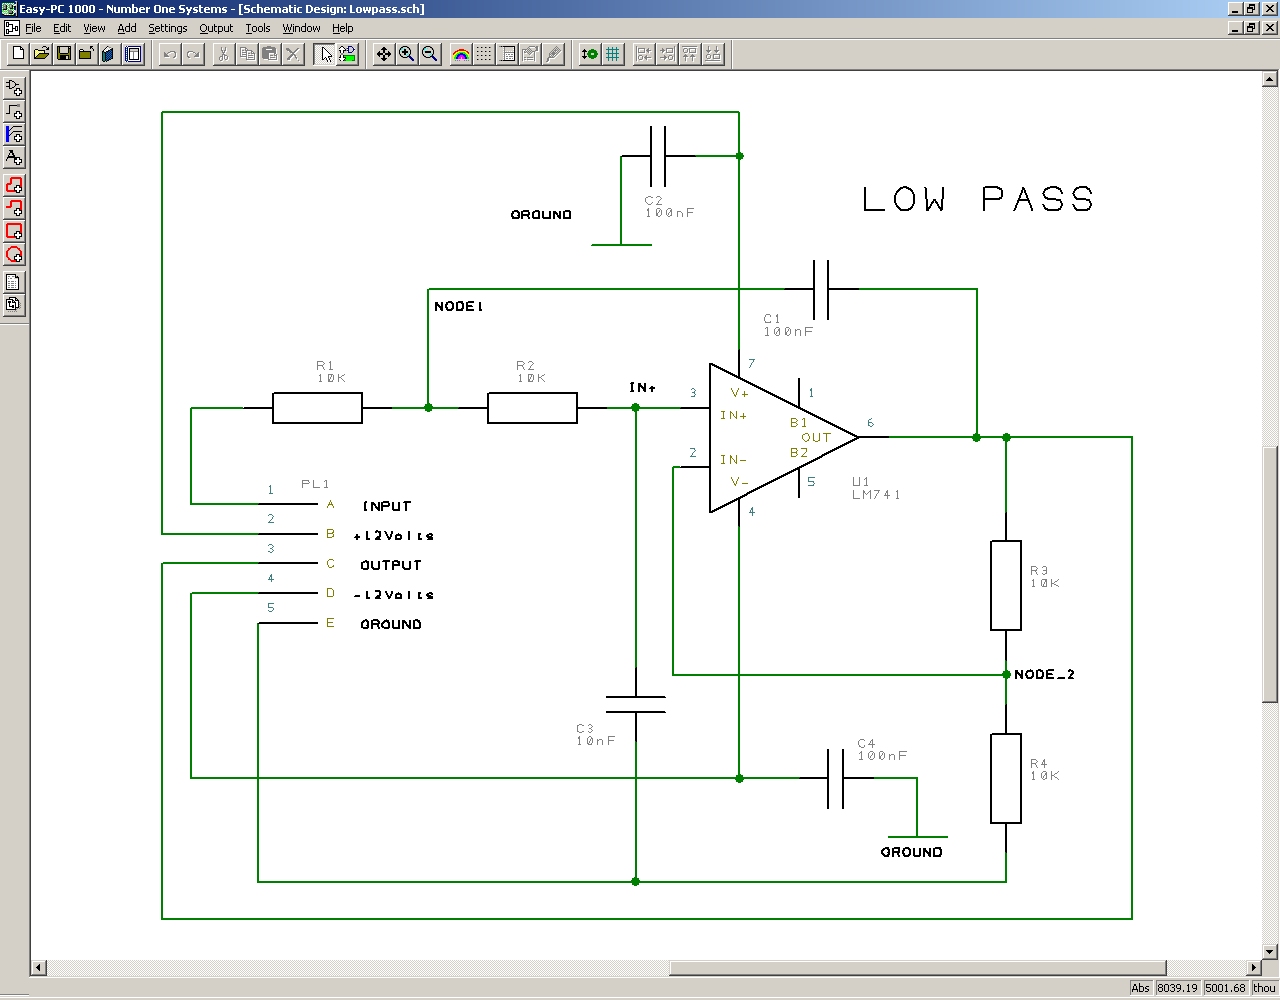 Easy-PC 1000 - Number One Systems - [Schematic Design: Lowpass.sch]
File Edit View Add Settings Output Tools Window Help
C2
100nF
LOW PASS
GROUND
NODE1
C1
100nF
R1
10K
R2
10K
IN+
3
7
V+
1
IN+
B1
OUT
6
2
IN-
B2
V-
5
4
U1
LM741
PL1
1 A INPUT
2 B +12Volts
3 C OUTPUT
4 D -12Volts
5 E GROUND
R3
10K
NODE_2
C3
10nF
C4
100nF
R4
10K
GROUND
Abs 8039.19 5001.68 thou